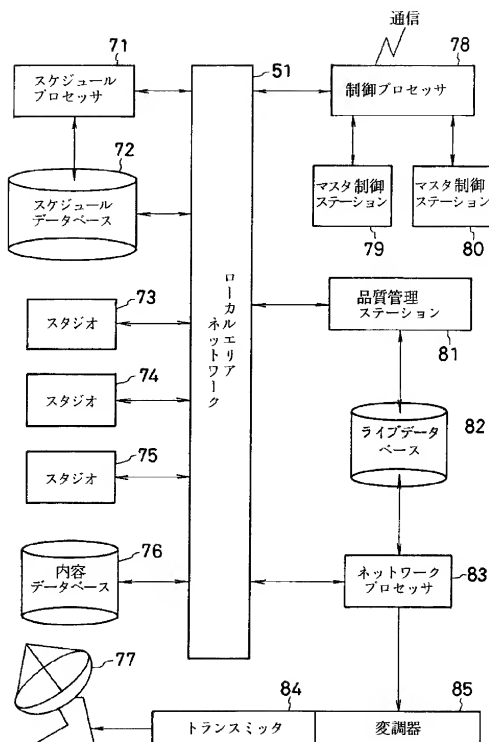 71
スケジュール
プロセッサ
72
スケジュール
データベース
73
スタジオ
74
スタジオ
75
スタジオ
76
内容
データベース
77
51
ローカルエリア
ネットワーク
通信
78
制御プロセッサ
マスタ制御
ステーション
79
マスタ制御
ステーション
80
品質管理
ステーション
81
ライブデータ
ベース
82
ネットワーク
プロセッサ
83
84
トランスミッタ
85
変調器